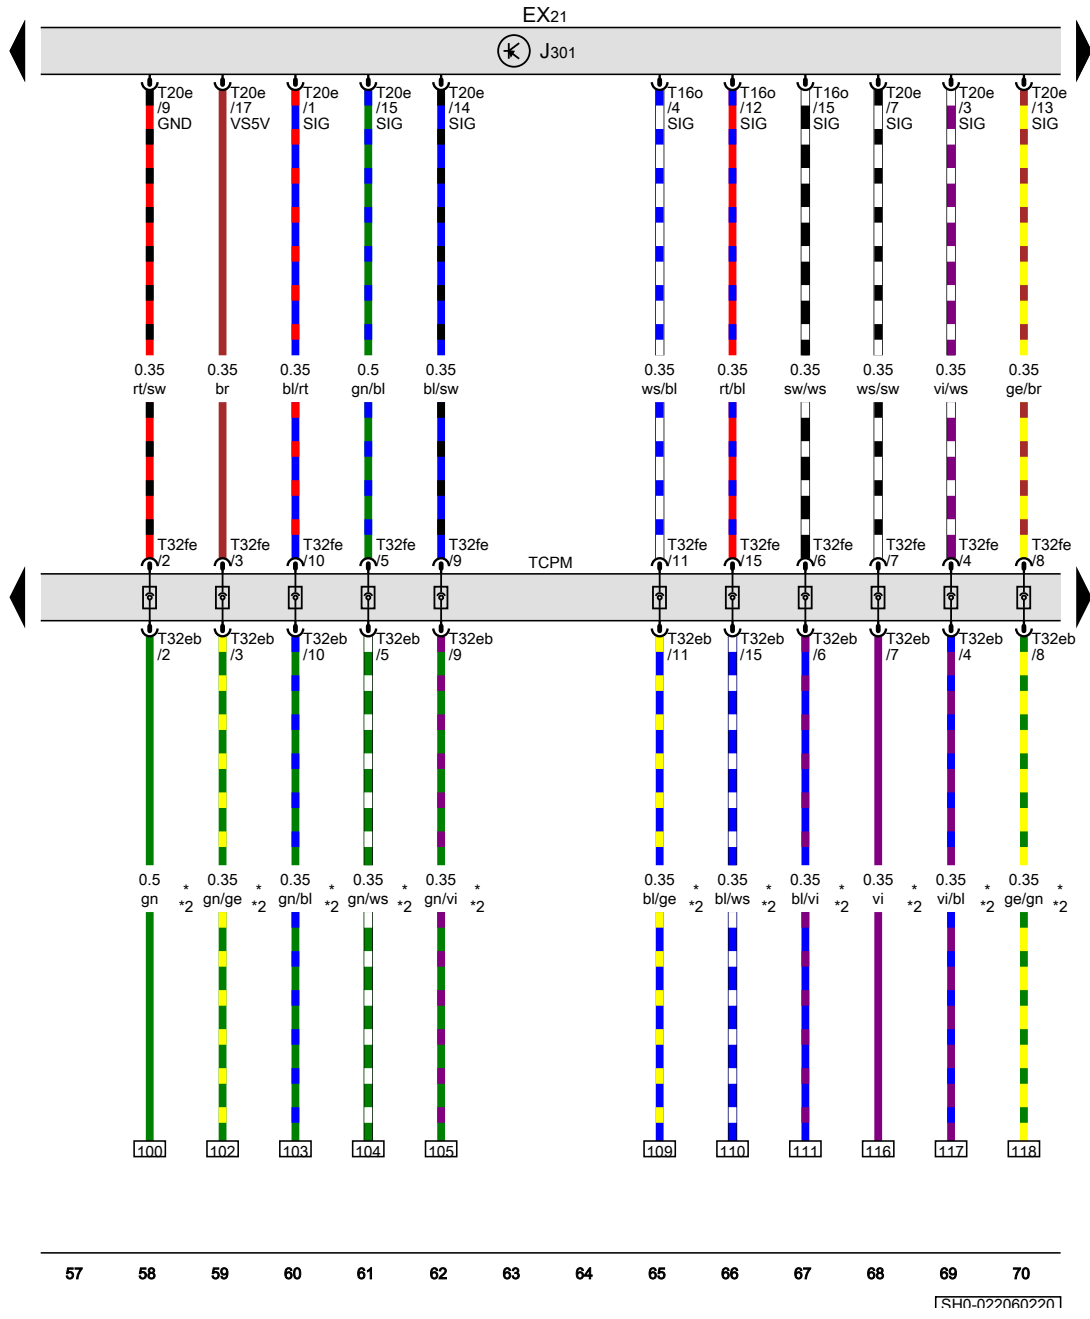 EX21
J301
T20e T20e T20e T20e T20e T16o T16o T16o T20e T20e T20e
/9 /17 /1 /15 /14 /4 /12 /15 /7 /3 /13
GND VS5V SIG SIG SIG SIG SIG SIG SIG SIG SIG
0.35 0.35 0.35 0.5 0.35 0.35 0.35 0.35 0.35 0.35 0.35
rt/sw br bl/rt gn/bl bl/sw ws/bl rt/bl sw/ws ws/sw vi/ws ge/br
T32fe T32fe T32fe T32fe T32fe T32fe T32fe T32fe T32fe T32fe T32fe
/2 /3 /10 /5 /9 TCPM /11 /15 /6 /7 /4 /8
T32eb T32eb T32eb T32eb T32eb T32eb T32eb T32eb T32eb T32eb T32eb
/2 /3 /10 /5 /9 /11 /15 /6 /7 /4 /8
0.5 * 0.35 * 0.35 * 0.35 * 0.35 * 0.35 * 0.35 * 0.35 * 0.35 * 0.35 * 0.35 *
gn *2 gn/ge *2 gn/bl *2 gn/ws *2 gn/vi *2 bl/ge *2 bl/ws *2 bl/vi *2 vi *2 vi/bl *2 ge/gn *2
100 102 103 104 105 109 110 111 116 117 118
57 58 59 60 61 62 63 64 65 66 67 68 69 70
SH0-022060220